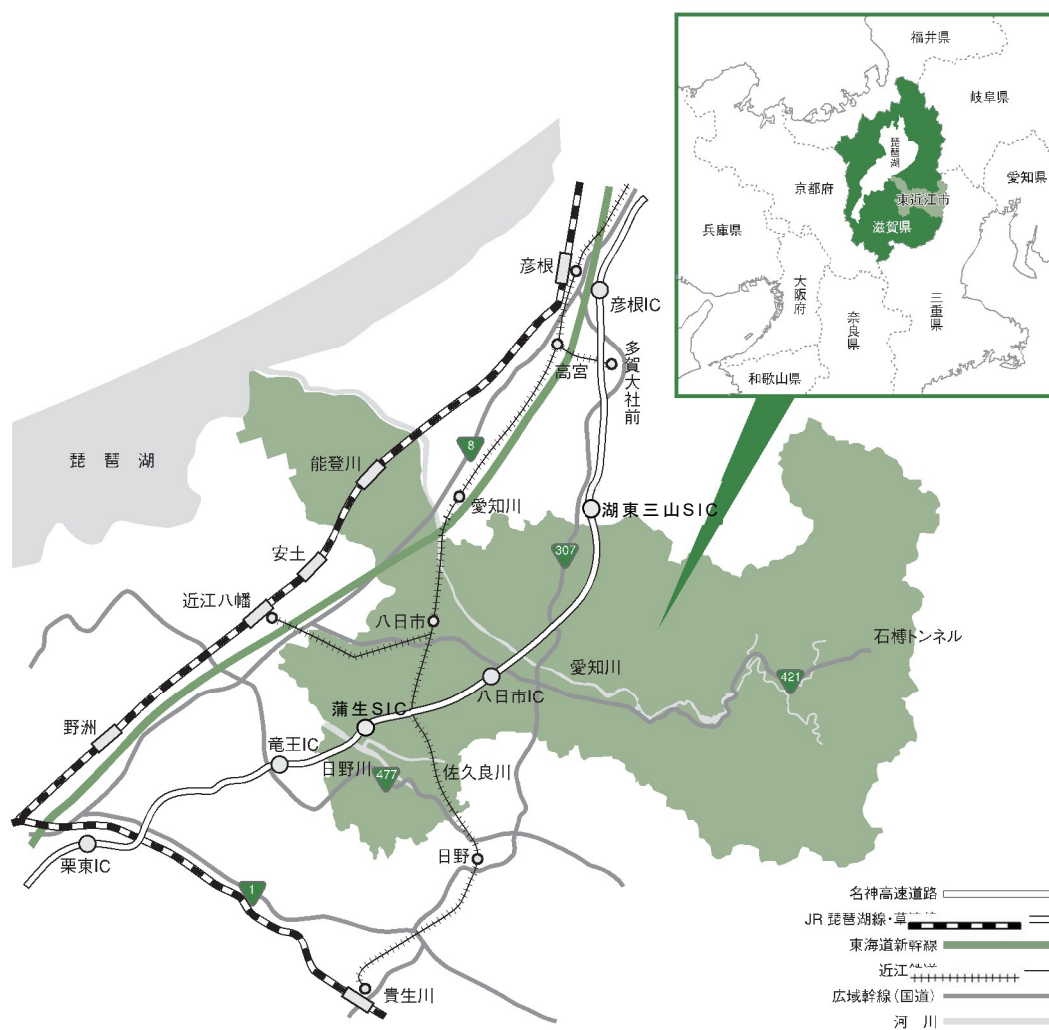 福井県
岐阜県
琵琶湖
愛知県
京都府
東近江市
滋賀県
兵庫県
大阪府
奈良県
三重県
和歌山県
彦根
彦根IC
多賀大社前
高宮
8
琵琶湖
能登川
愛知川
湖東三山SIC
307
安土
近江八幡
八日市
石榑トンネル
愛知川
421
八日市IC
蒲生SIC
野洲
竜王IC
日野川
477
佐久良川
栗東IC
日野
1
貴生川
名神高速道路
JR 琵琶湖線・
東海道新幹線
近江
広域幹線(国道)
河川